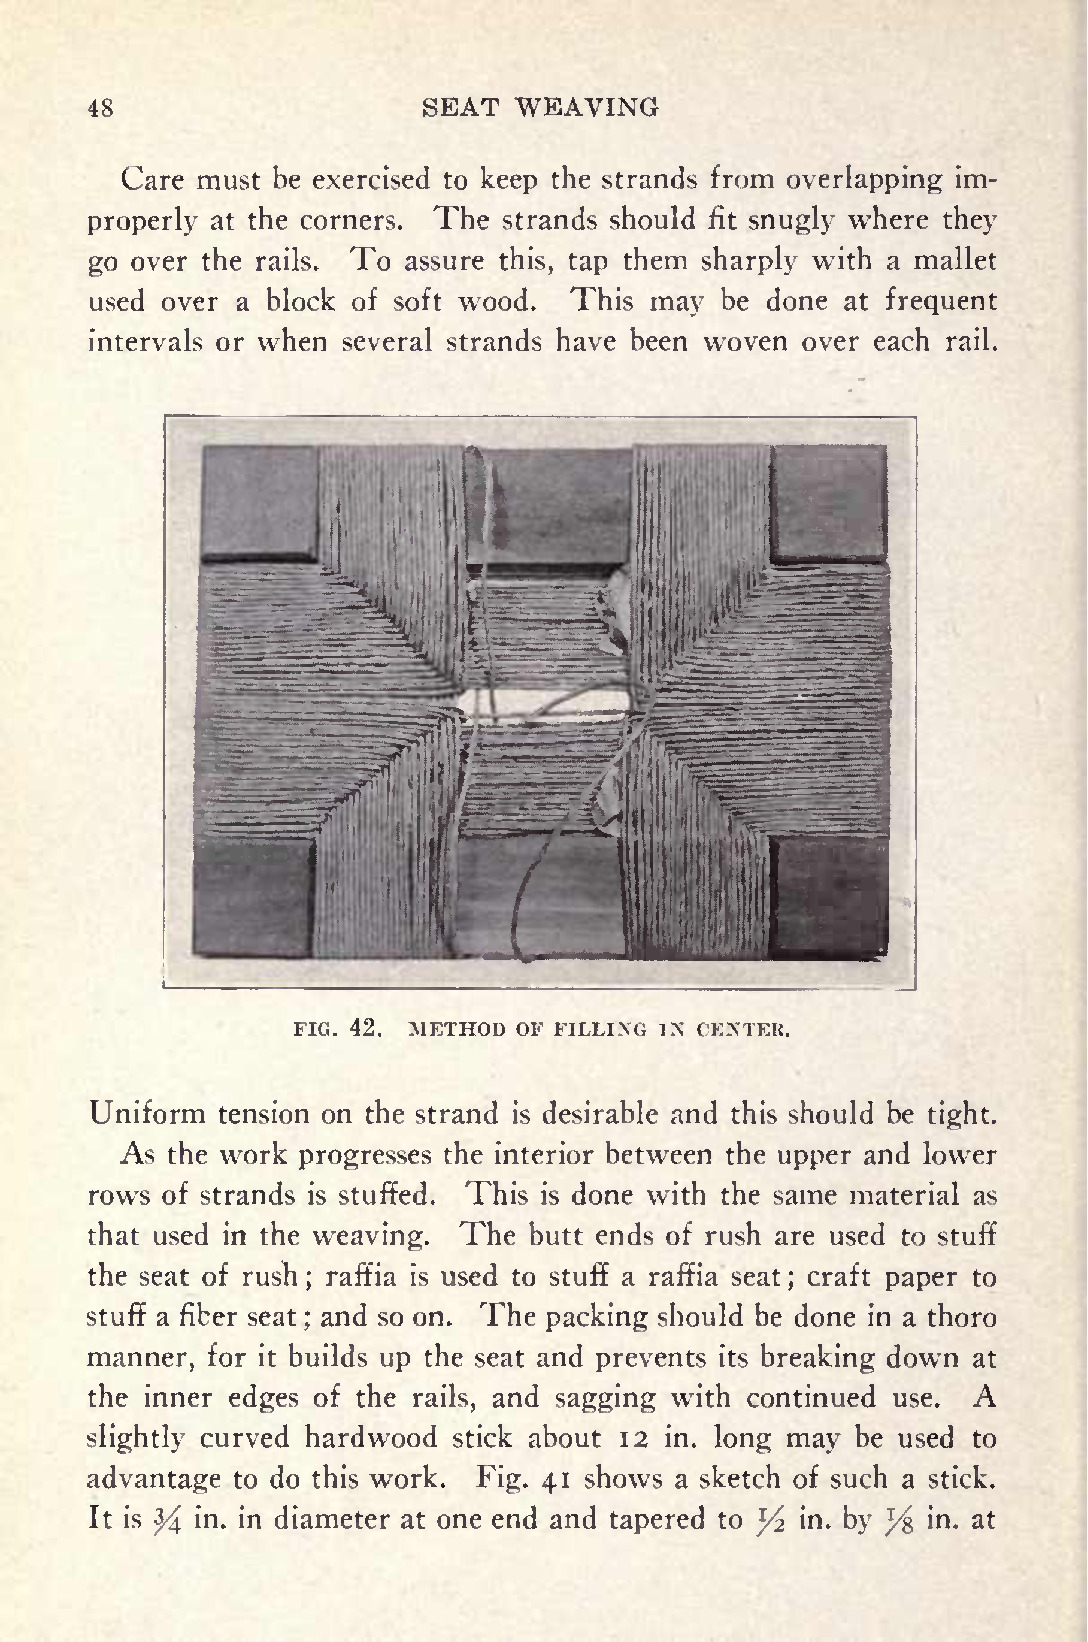 48 SEAT WEAVING
Care must be exercised to keep the strands from overlapping im-
properly at the corners. The strands should fit snugly where they
go over the rails. To assure this, tap them sharply with a mallet
used over a block of soft wood. This may be done at frequent
intervals or when several strands have been woven over each rail.
FIG. 42. METHOD OF FILLING IN CENTER.
Uniform tension on the strand is desirable and this should be tight.
As the work progresses the interior between the upper and lower
rows of strands is stuffed. This is done with the same material as
that used in the weaving. The butt ends of rush are used to stuff
the seat of rush; raffia is used to stuff a raffia seat; craft paper to
stuff a fiber seat; and so on. The packing should be done in a thoro
manner, for it builds up the seat and prevents its breaking down at
the inner edges of the rails, and sagging with continued use. A
slightly curved hardwood stick about 12 in. long may be used to
advantage to do this work. Fig. 41 shows a sketch of such a stick.
It is ¾ in. in diameter at one end and tapered to ½ in. by ⅛ in. at